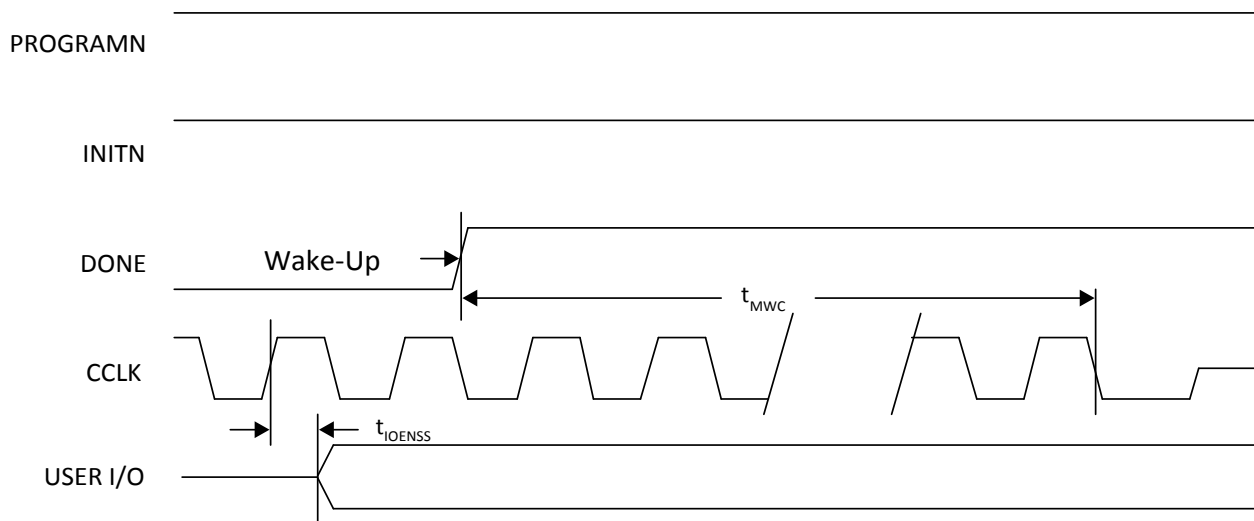 PROGRAMN
INITN
DONE
Wake-Up
tMWC
CCLK
tIOENSS
USER I/O